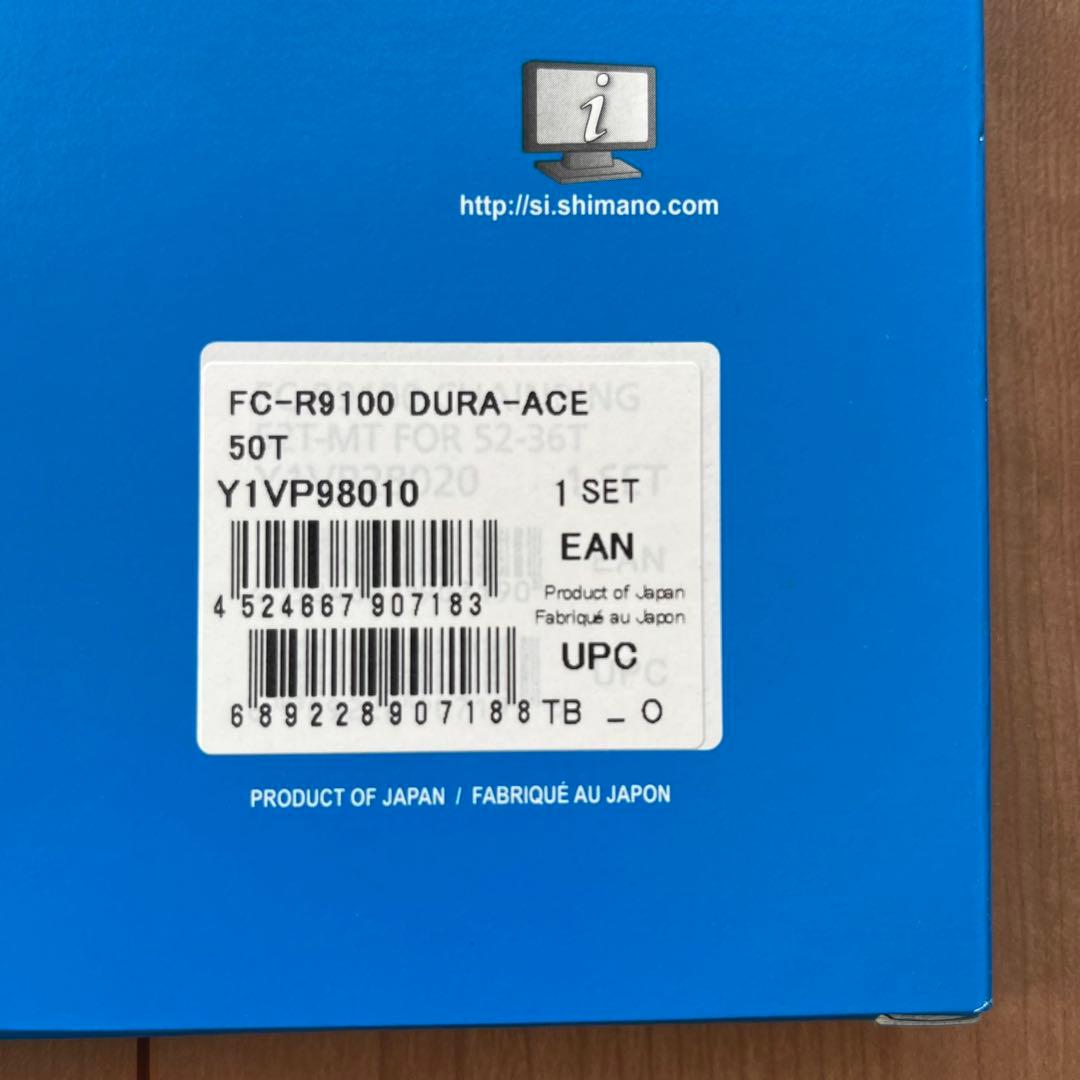 i
http://si.shimano.com
FC-R9100 DURA-ACE
50T
Y1VP98010 1 SET
EAN
4 524667 907183
Product of Japan
Fabriqué au Japon
UPC
6 89228 90718 8 TB _ O
PRODUCT OF JAPAN / FABRIQUÉ AU JAPON